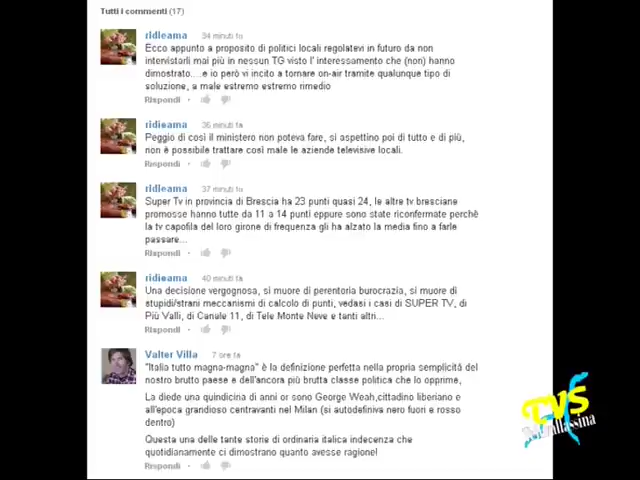 Tutti i commenti (17)
ridieama 34 minuti fa
Ecco appunto a proposito di politici locali regolatevi in futuro da non
intervistarli mai più in nessun TG visto l' interessamento che (non) hanno
dimostrato....e io però vi incito a tornare on-air tramite qualunque tipo di
soluzione, a male estremo estremo rimedio
Rispondi
ridieama 36 minuti fa
Peggio di così il ministero non poteva fare, si aspettino poi di tutto e di più,
non è possibile trattare così male le aziende televisive locali.
Rispondi
ridieama 37 minuti fa
Super Tv in provincia di Brescia ha 23 punti quasi 24, le altre tv bresciane
promosse hanno tutte da 11 a 14 punti eppure sono state riconfermate perchè
la tv capofila del loro girone di frequenza gli ha alzato la media fino a farle
passare...
Rispondi
ridieama 40 minuti fa
Una decisione vergognosa, si muore di perentoria burocrazia, si muore di
stupidi/strani meccanismi di calcolo di punti, vedasi i casi di SUPER TV, di
Più Valli, di Canale 11, di Tele Monte Neve e tanti altri...
Rispondi
Valter Villa 7 ore fa
"Italia tutto magna-magna" è la definizione perfetta nella propria semplicità del
nostro brutto paese e dell'ancora più brutta classe politica che lo opprime,
La diede una quindicina di anni or sono George Weah,cittadino liberiano e
all'epoca grandioso centravanti nel Milan (si autodefiniva nero fuori e rosso
dentro)
Questa una delle tante storie di ordinaria italica indecenza che
quotidianamente ci dimostrano quanto avesse ragione!
Rispondi
TVS